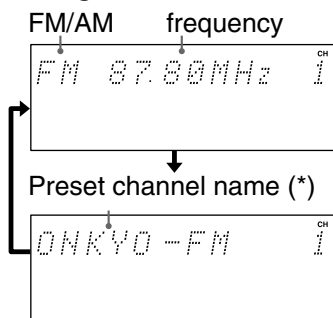 FM/AM frequency
CH
FM 87.80MHz 1
Preset channel name (*)
CH
ONKYO-FM 1